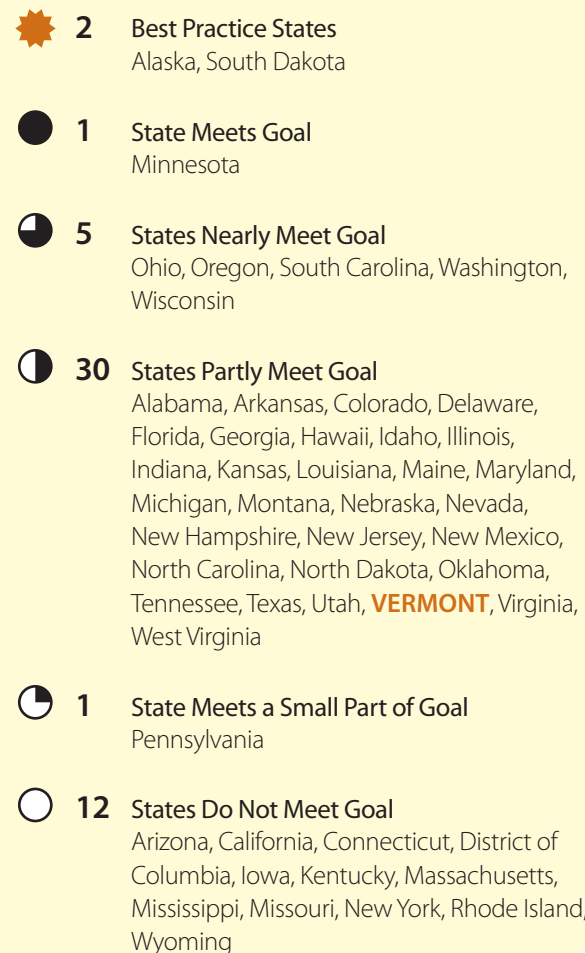 2 Best Practice States
Alaska, South Dakota
1 State Meets Goal
Minnesota
5 States Nearly Meet Goal
Ohio, Oregon, South Carolina, Washington,
Wisconsin
30 States Partly Meet Goal
Alabama, Arkansas, Colorado, Delaware,
Florida, Georgia, Hawaii, Idaho, Illinois,
Indiana, Kansas, Louisiana, Maine, Maryland,
Michigan, Montana, Nebraska, Nevada,
New Hampshire, New Jersey, New Mexico,
North Carolina, North Dakota, Oklahoma,
Tennessee, Texas, Utah, VERMONT, Virginia,
West Virginia
1 State Meets a Small Part of Goal
Pennsylvania
12 States Do Not Meet Goal
Arizona, California, Connecticut, District of
Columbia, Iowa, Kentucky, Massachusetts,
Mississippi, Missouri, New York, Rhode Island,
Wyoming